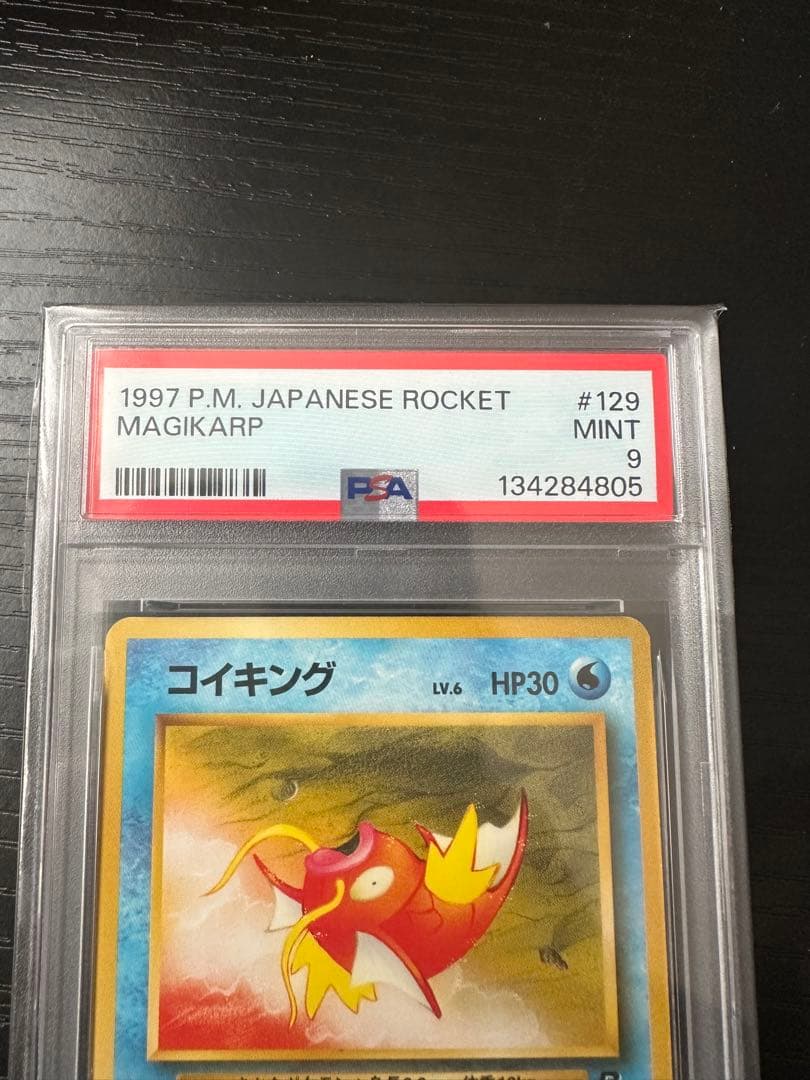 1997 P.M. JAPANESE ROCKET #129
MAGIKARP MINT
9
PSA 134284805
コイキング LV.6 HP30